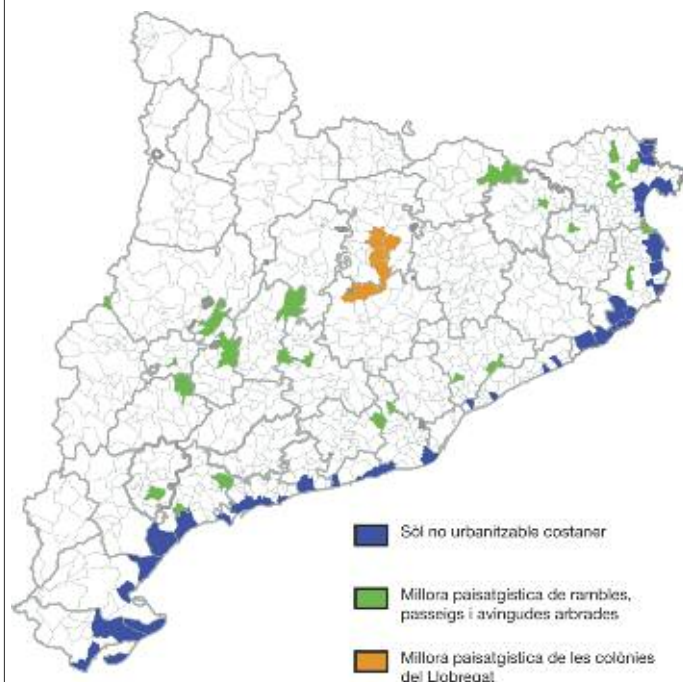 Sòl no urbanitzable costaner
Millora paisatgística de rambles,
passeigs i avingudes arbrades
Millora paisatgística de les colònies
del Llobregat